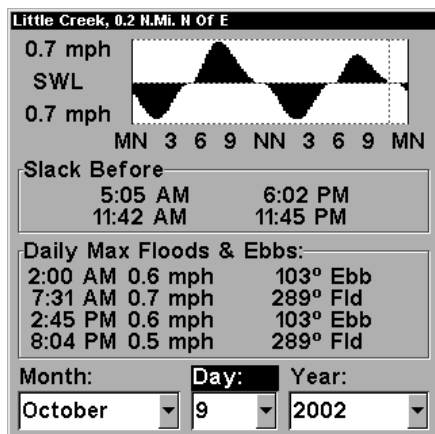 Little Creek, 0.2 N.Mi. N Of E
0.7 mph
SWL
0.7 mph
MN 3 6 9 NN 3 6 9 MN
Slack Before
5:05 AM 6:02 PM
11:42 AM 11:45 PM
Daily Max Floods & Ebbs:
2:00 AM 0.6 mph 103º Ebb
7:31 AM 0.7 mph 289º Fld
2:45 PM 0.6 mph 103º Ebb
8:04 PM 0.5 mph 289º Fld
Month: Day: Year:
October 9 2002